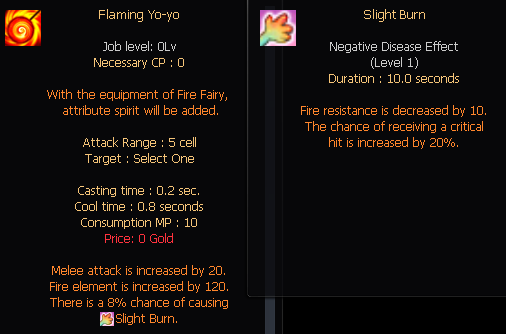 Flaming Yo-yo
Job level: 0Lv
Necessary CP : 0
With the equipment of Fire Fairy,
attribute spirit will be added.
Attack Range : 5 cell
Target : Select One
Casting time : 0.2 sec.
Cool time : 0.8 seconds
Consumption MP : 10
Price: 0 Gold
Melee attack is increased by 20.
Fire element is increased by 120.
There is a 8% chance of causing
Slight Burn.
Slight Burn
Negative Disease Effect
(Level 1)
Duration : 10.0 seconds
Fire resistance is decreased by 10.
The chance of receiving a critical
hit is increased by 20%.